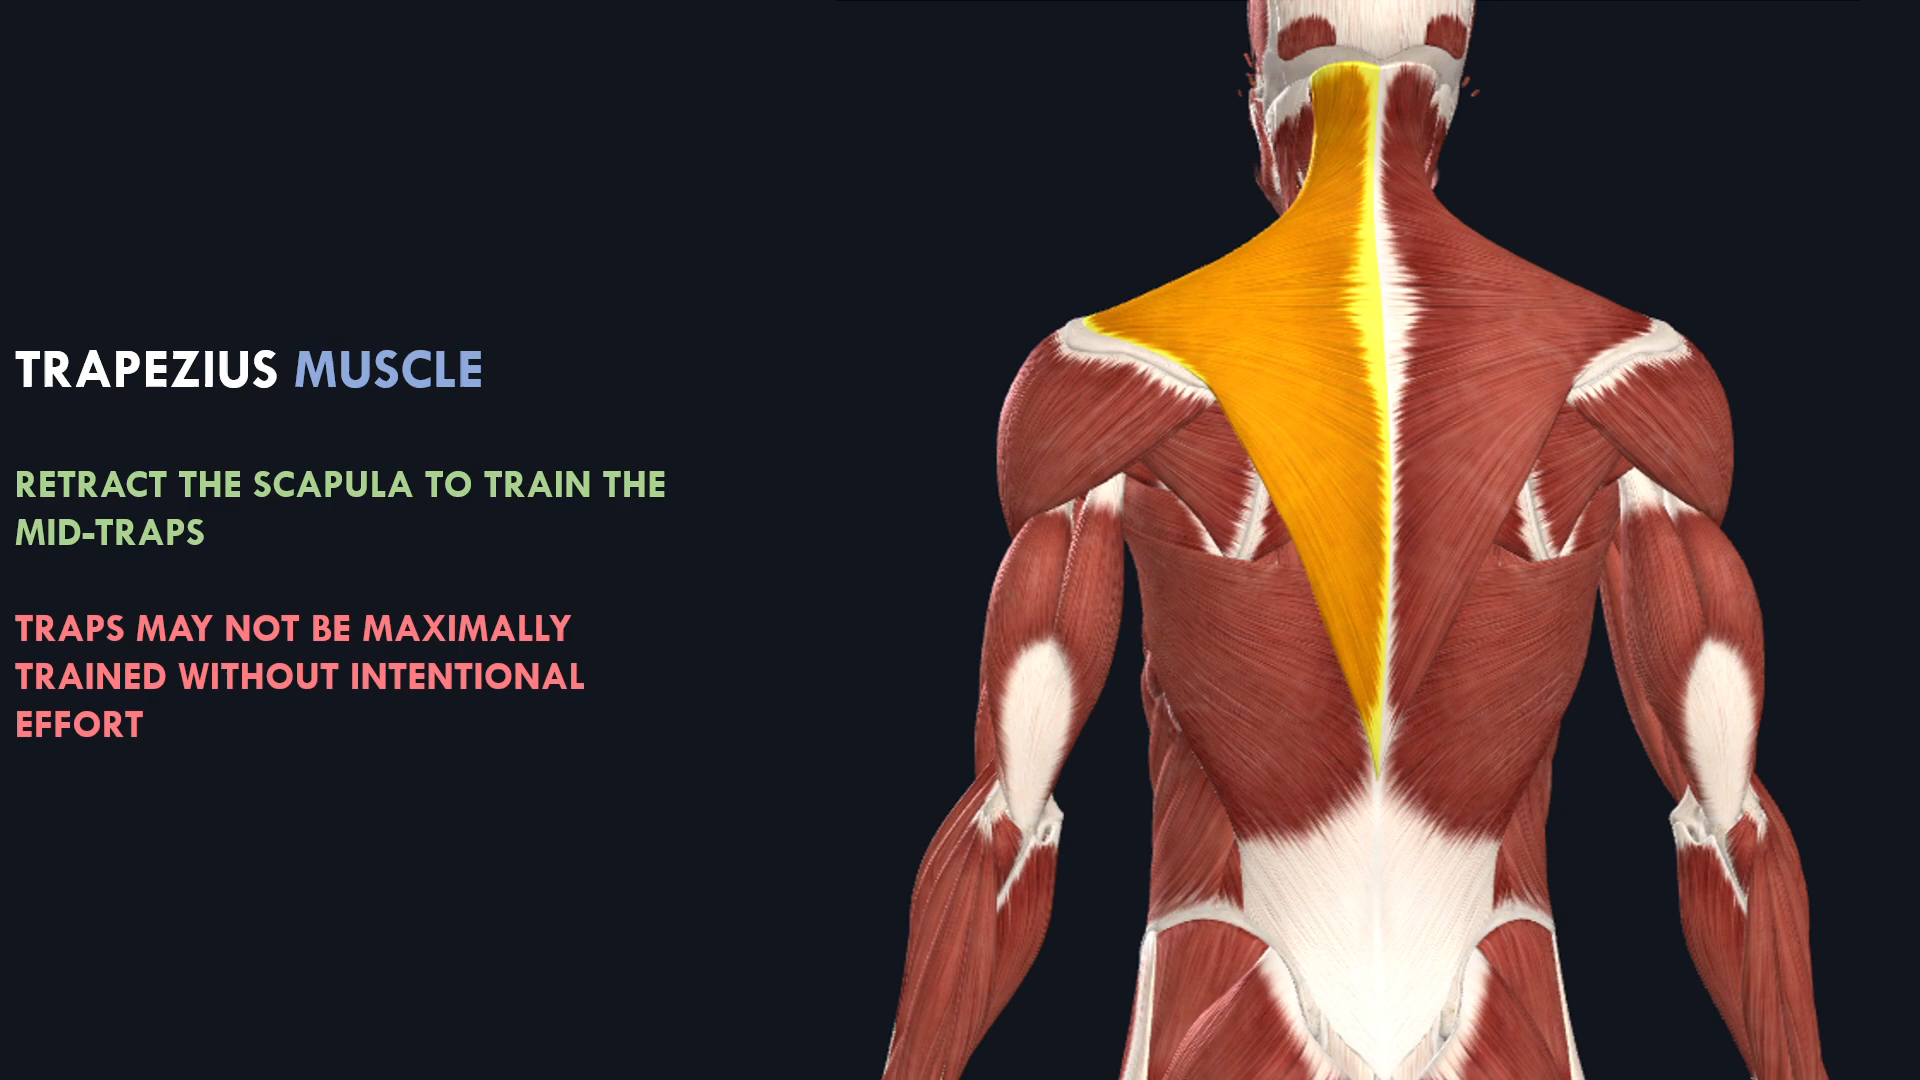 TRAPEZIUS MUSCLE
RETRACT THE SCAPULA TO TRAIN THE
MID-TRAPS
TRAPS MAY NOT BE MAXIMALLY
TRAINED WITHOUT INTENTIONAL
EFFORT